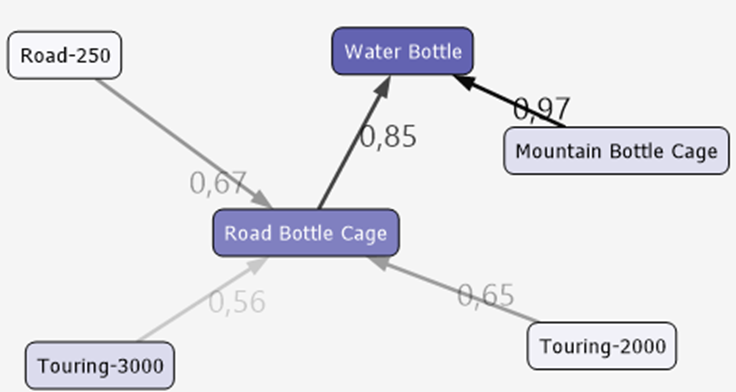 Road-250
Water Bottle
0,97
0,85
Mountain Bottle Cage
0,67
Road Bottle Cage
0,56
0,65
Touring-2000
Touring-3000